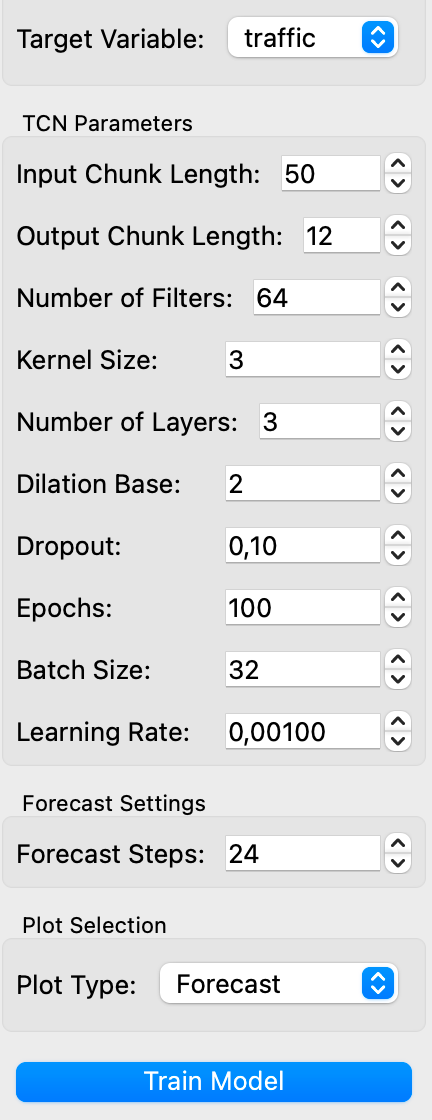 Target Variable: traffic
TCN Parameters
Input Chunk Length: 50
Output Chunk Length: 12
Number of Filters: 64
Kernel Size: 3
Number of Layers: 3
Dilation Base: 2
Dropout: 0,10
Epochs: 100
Batch Size: 32
Learning Rate: 0,00100
Forecast Settings
Forecast Steps: 24
Plot Selection
Plot Type: Forecast
Train Model